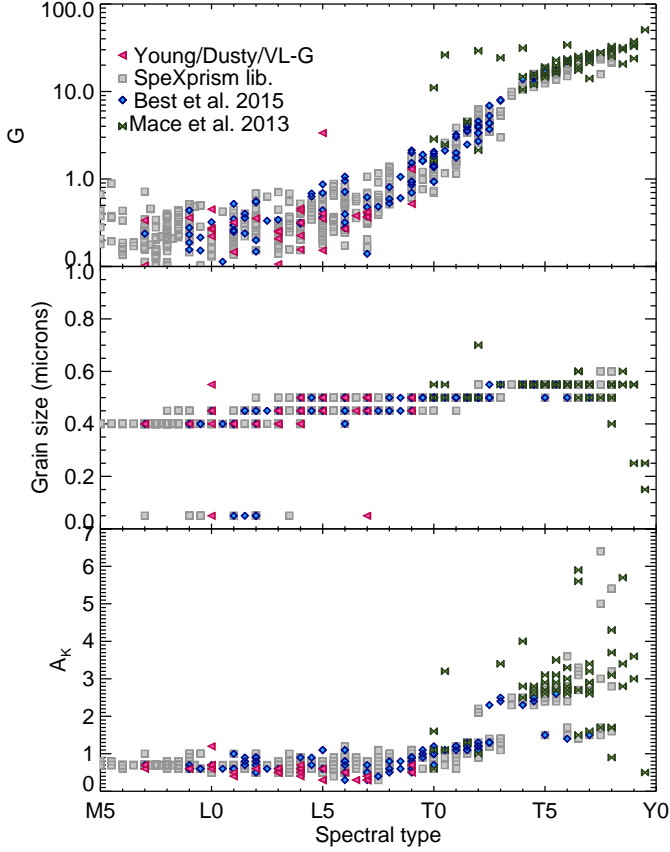 100.0
10.0
1.0
0.1
G
Young/Dusty/VL-G
SpeXprism lib.
Best et al. 2015
Mace et al. 2013
1.0
0.8
0.6
0.4
0.2
0.0
Grain size (microns)
7
6
5
4
3
2
1
0
AK
M5
L0
L5
T0
T5
Y0
Spectral type